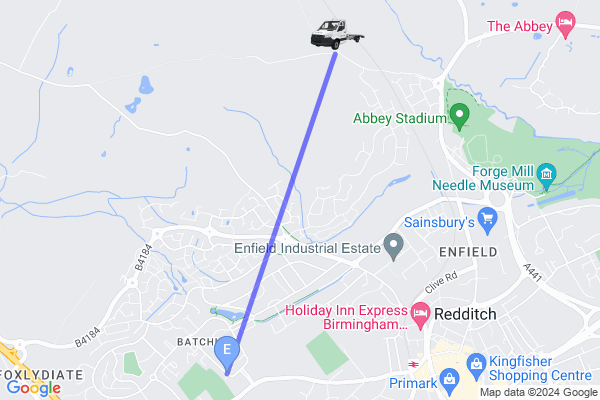 The Abbey
Abbey Stadium
Forge Mill
Needle Museum
Sainsbury's
ENFIELD
Enfield Industrial Estate
B4184
A441
Clive Rd
Holiday Inn Express
Birmingham...
Redditch
B4184
BATCHL
E
Kingfisher
Shopping Centre
Primark
FOXLYDIATE
Google
Map data ©2024 Google